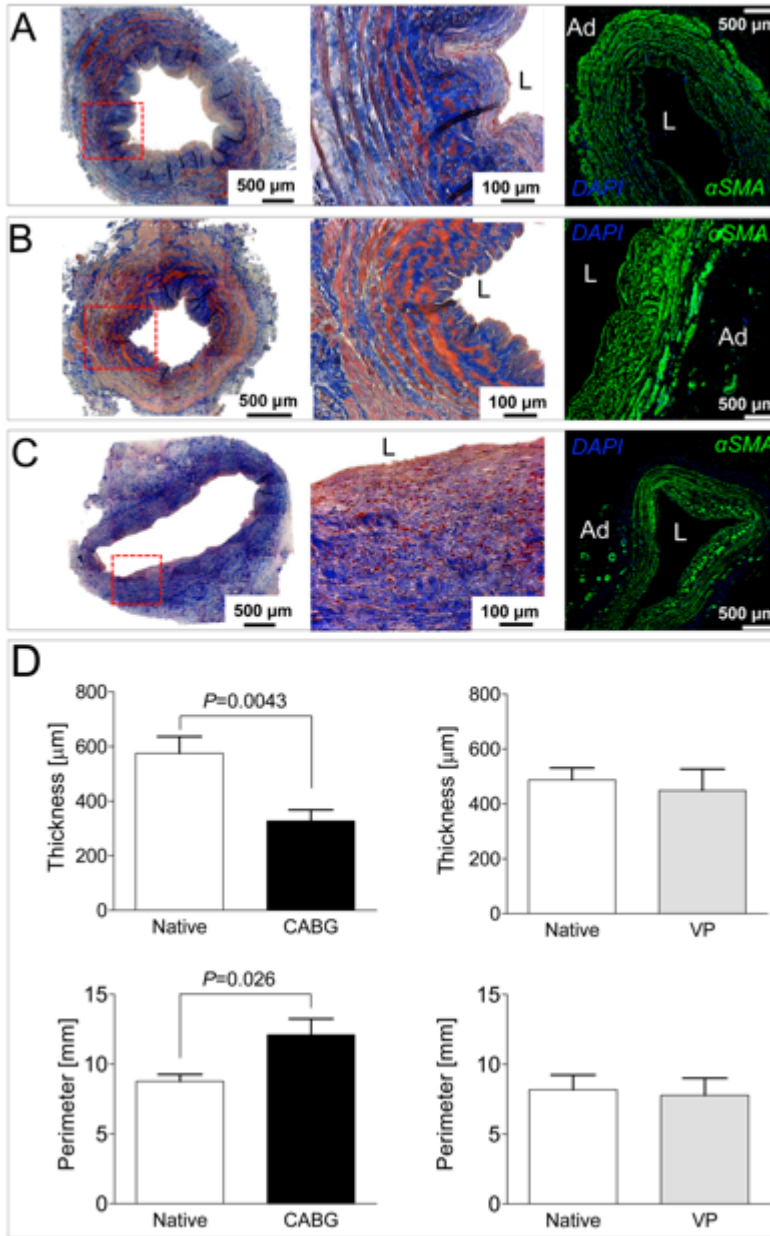 A
L
500 µm
100 µm
Ad
500 µm
L
DAPI
αSMA
B
L
500 µm
100 µm
DAPI
αSMA
L
Ad
500 µm
C
L
500 µm
100 µm
DAPI
αSMA
Ad
L
500 µm
D
Thickness [µm]
800
600
400
200
0
P=0.0043
Native
CABG
Thickness [µm]
800
600
400
200
0
Native
VP
Perimeter [mm]
15
10
5
0
P=0.026
Native
CABG
Perimeter [mm]
15
10
5
0
Native
VP